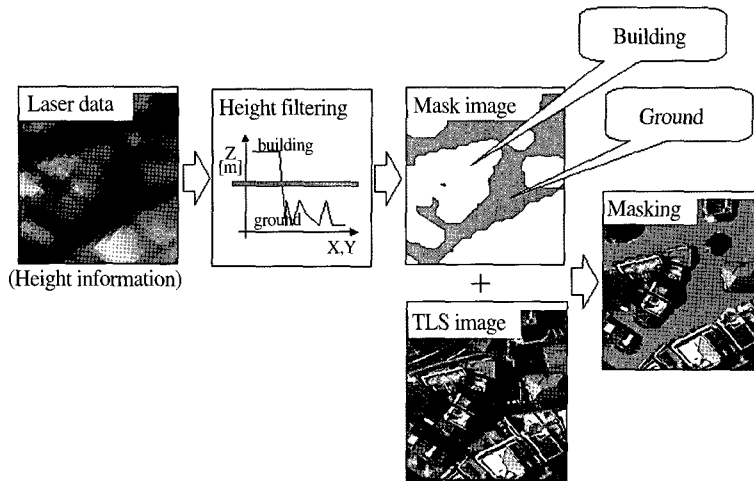 Building
Laser data
Height filtering
Mask image
Ground
Z
[m]
building
ground
X,Y
Masking
(Height information)
+
TLS image